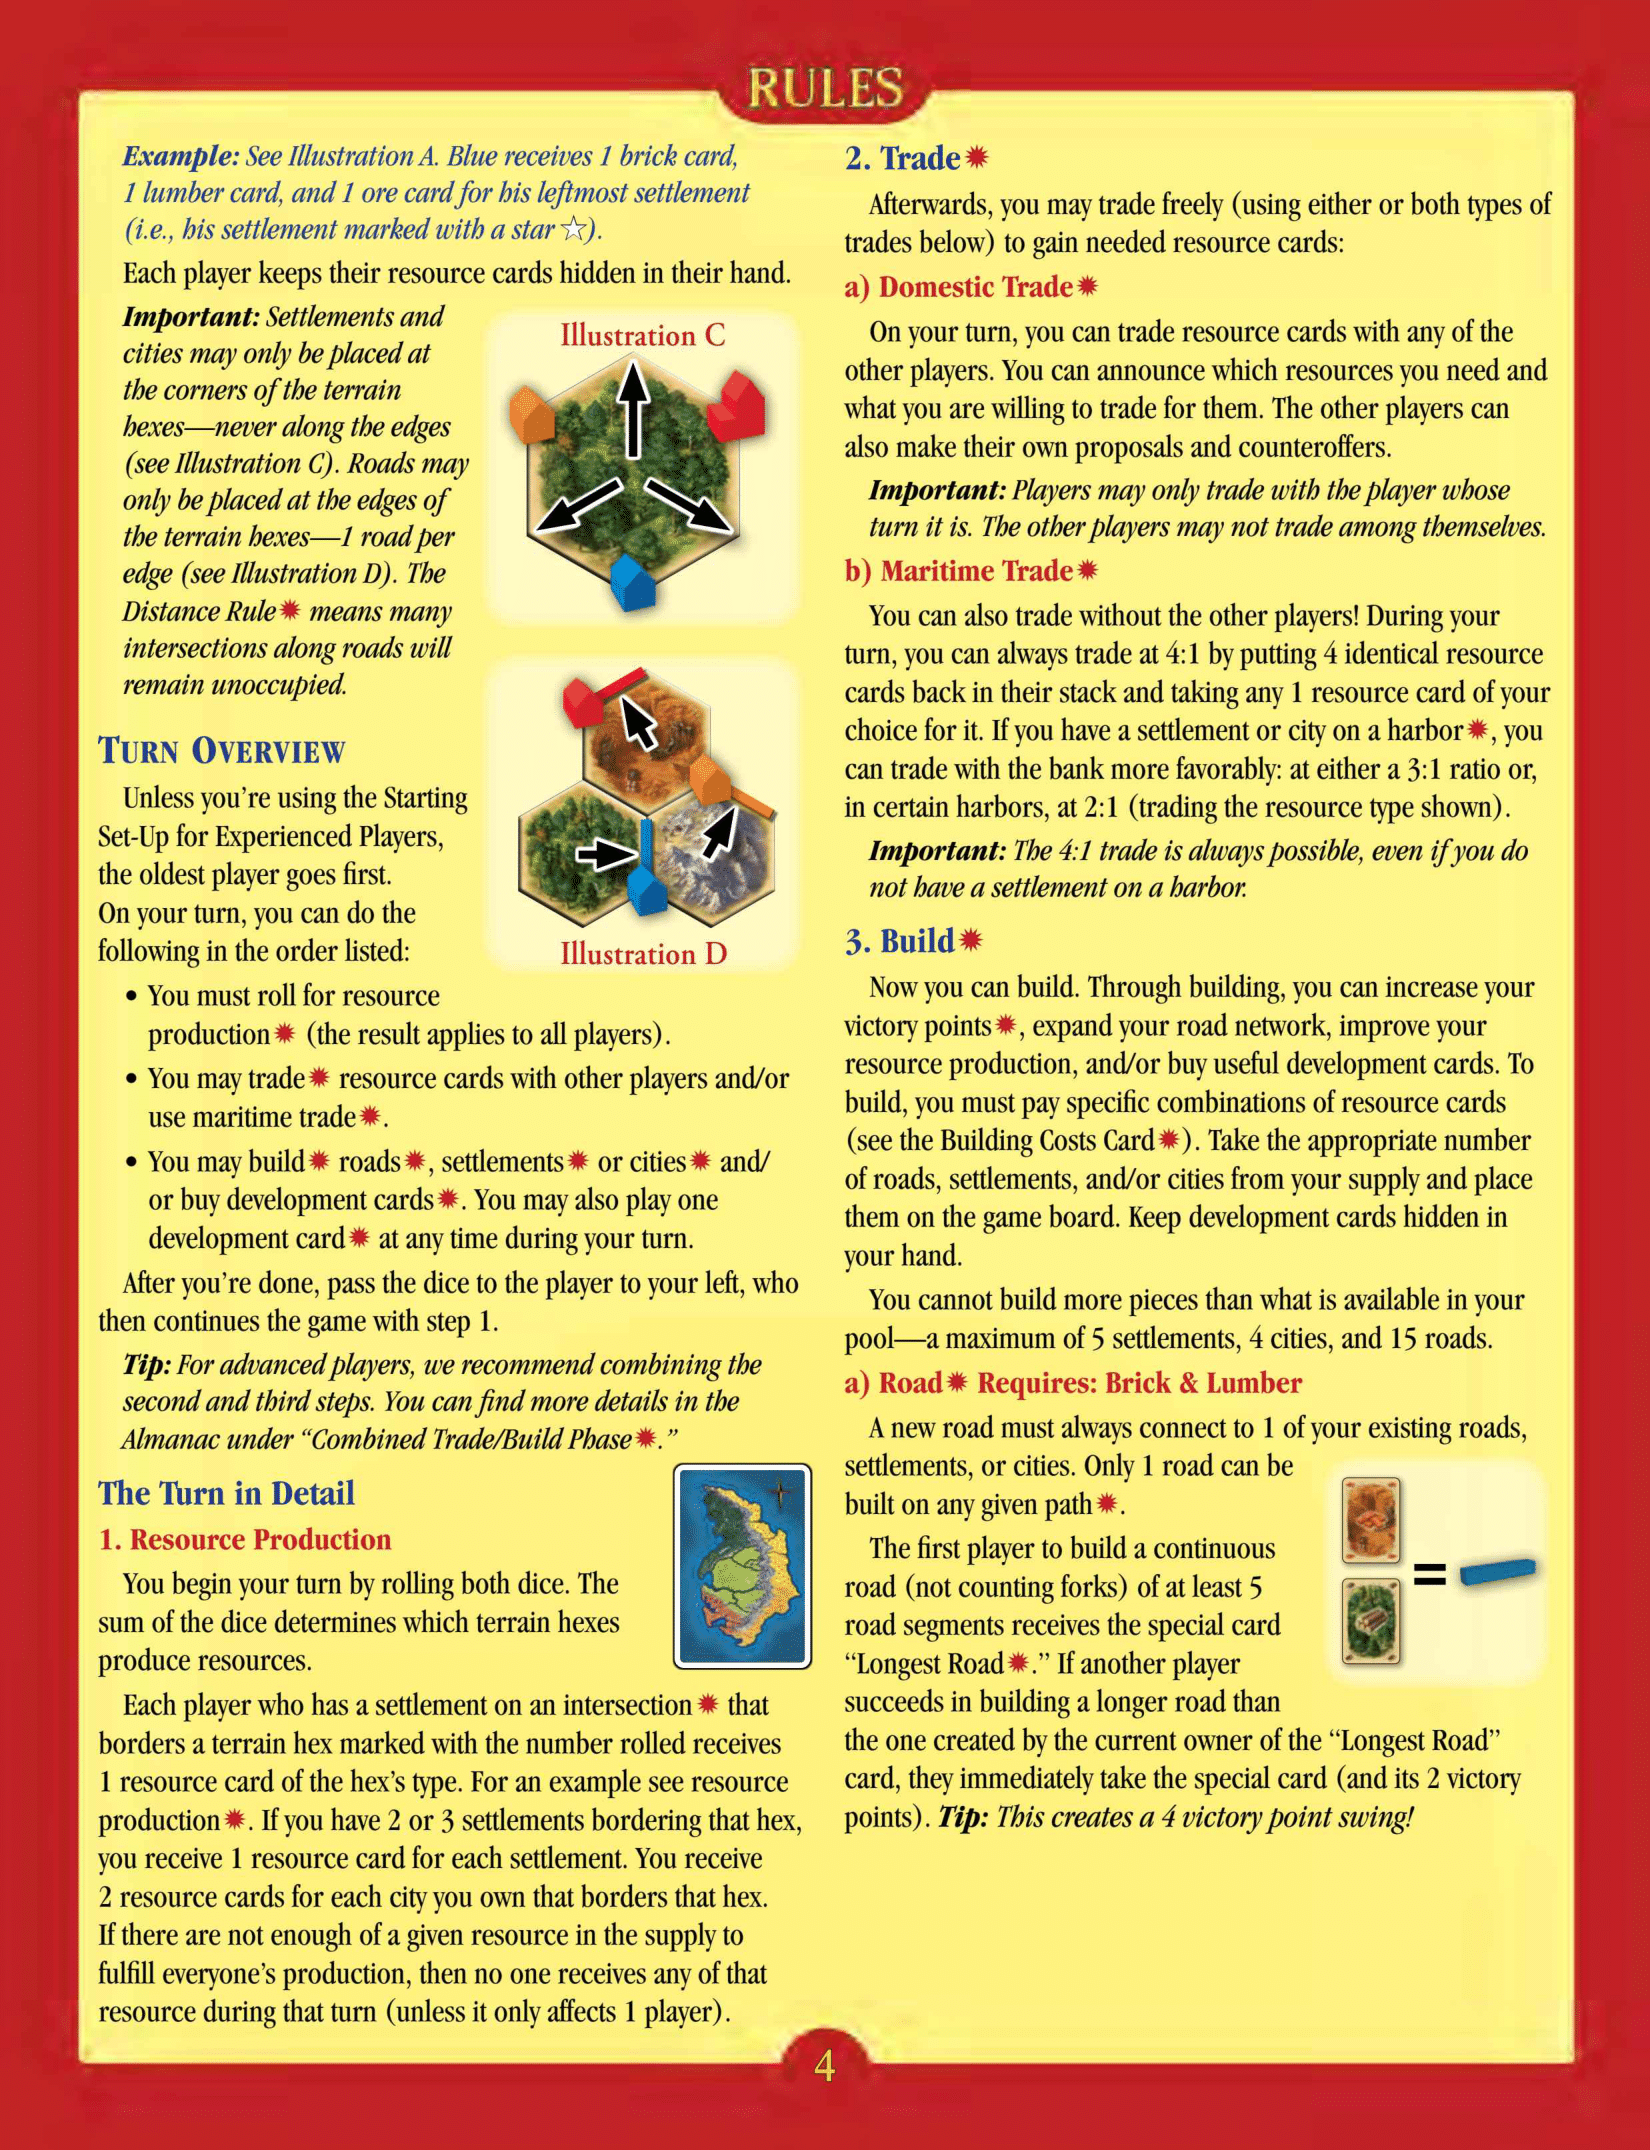 RULES
Example: See Illustration A. Blue receives 1 brick card,
1 lumber card, and 1 ore card for his leftmost settlement
(i.e., his settlement marked with a star ☆).
Each player keeps their resource cards hidden in their hand.
Important: Settlements and
cities may only be placed at
the corners of the terrain
hexes—never along the edges
(see Illustration C). Roads may
only be placed at the edges of
the terrain hexes—1 road per
edge (see Illustration D). The
Distance Rule✹ means many
intersections along roads will
remain unoccupied.
Illustration C
Illustration D
TURN OVERVIEW
Unless you're using the Starting
Set-Up for Experienced Players,
the oldest player goes first.
On your turn, you can do the
following in the order listed:
• You must roll for resource
production✹ (the result applies to all players).
• You may trade✹ resource cards with other players and/or
use maritime trade✹.
• You may build✹ roads✹, settlements✹ or cities✹ and/
or buy development cards✹. You may also play one
development card✹ at any time during your turn.
After you're done, pass the dice to the player to your left, who
then continues the game with step 1.
Tip: For advanced players, we recommend combining the
second and third steps. You can find more details in the
Almanac under “Combined Trade/Build Phase✹.”
The Turn in Detail
1. Resource Production
You begin your turn by rolling both dice. The
sum of the dice determines which terrain hexes
produce resources.
Each player who has a settlement on an intersection✹ that
borders a terrain hex marked with the number rolled receives
1 resource card of the hex's type. For an example see resource
production✹. If you have 2 or 3 settlements bordering that hex,
you receive 1 resource card for each settlement. You receive
2 resource cards for each city you own that borders that hex.
If there are not enough of a given resource in the supply to
fulfill everyone's production, then no one receives any of that
resource during that turn (unless it only affects 1 player).
2. Trade✹
Afterwards, you may trade freely (using either or both types of
trades below) to gain needed resource cards:
a) Domestic Trade✹
On your turn, you can trade resource cards with any of the
other players. You can announce which resources you need and
what you are willing to trade for them. The other players can
also make their own proposals and counteroffers.
Important: Players may only trade with the player whose
turn it is. The other players may not trade among themselves.
b) Maritime Trade✹
You can also trade without the other players! During your
turn, you can always trade at 4:1 by putting 4 identical resource
cards back in their stack and taking any 1 resource card of your
choice for it. If you have a settlement or city on a harbor✹, you
can trade with the bank more favorably: at either a 3:1 ratio or,
in certain harbors, at 2:1 (trading the resource type shown).
Important: The 4:1 trade is always possible, even if you do
not have a settlement on a harbor.
3. Build✹
Now you can build. Through building, you can increase your
victory points✹, expand your road network, improve your
resource production, and/or buy useful development cards. To
build, you must pay specific combinations of resource cards
(see the Building Costs Card✹). Take the appropriate number
of roads, settlements, and/or cities from your supply and place
them on the game board. Keep development cards hidden in
your hand.
You cannot build more pieces than what is available in your
pool—a maximum of 5 settlements, 4 cities, and 15 roads.
a) Road✹ Requires: Brick & Lumber
A new road must always connect to 1 of your existing roads,
settlements, or cities. Only 1 road can be
built on any given path✹.
The first player to build a continuous
road (not counting forks) of at least 5
road segments receives the special card
“Longest Road✹.” If another player
succeeds in building a longer road than
the one created by the current owner of the “Longest Road”
card, they immediately take the special card (and its 2 victory
points). Tip: This creates a 4 victory point swing!
=
4